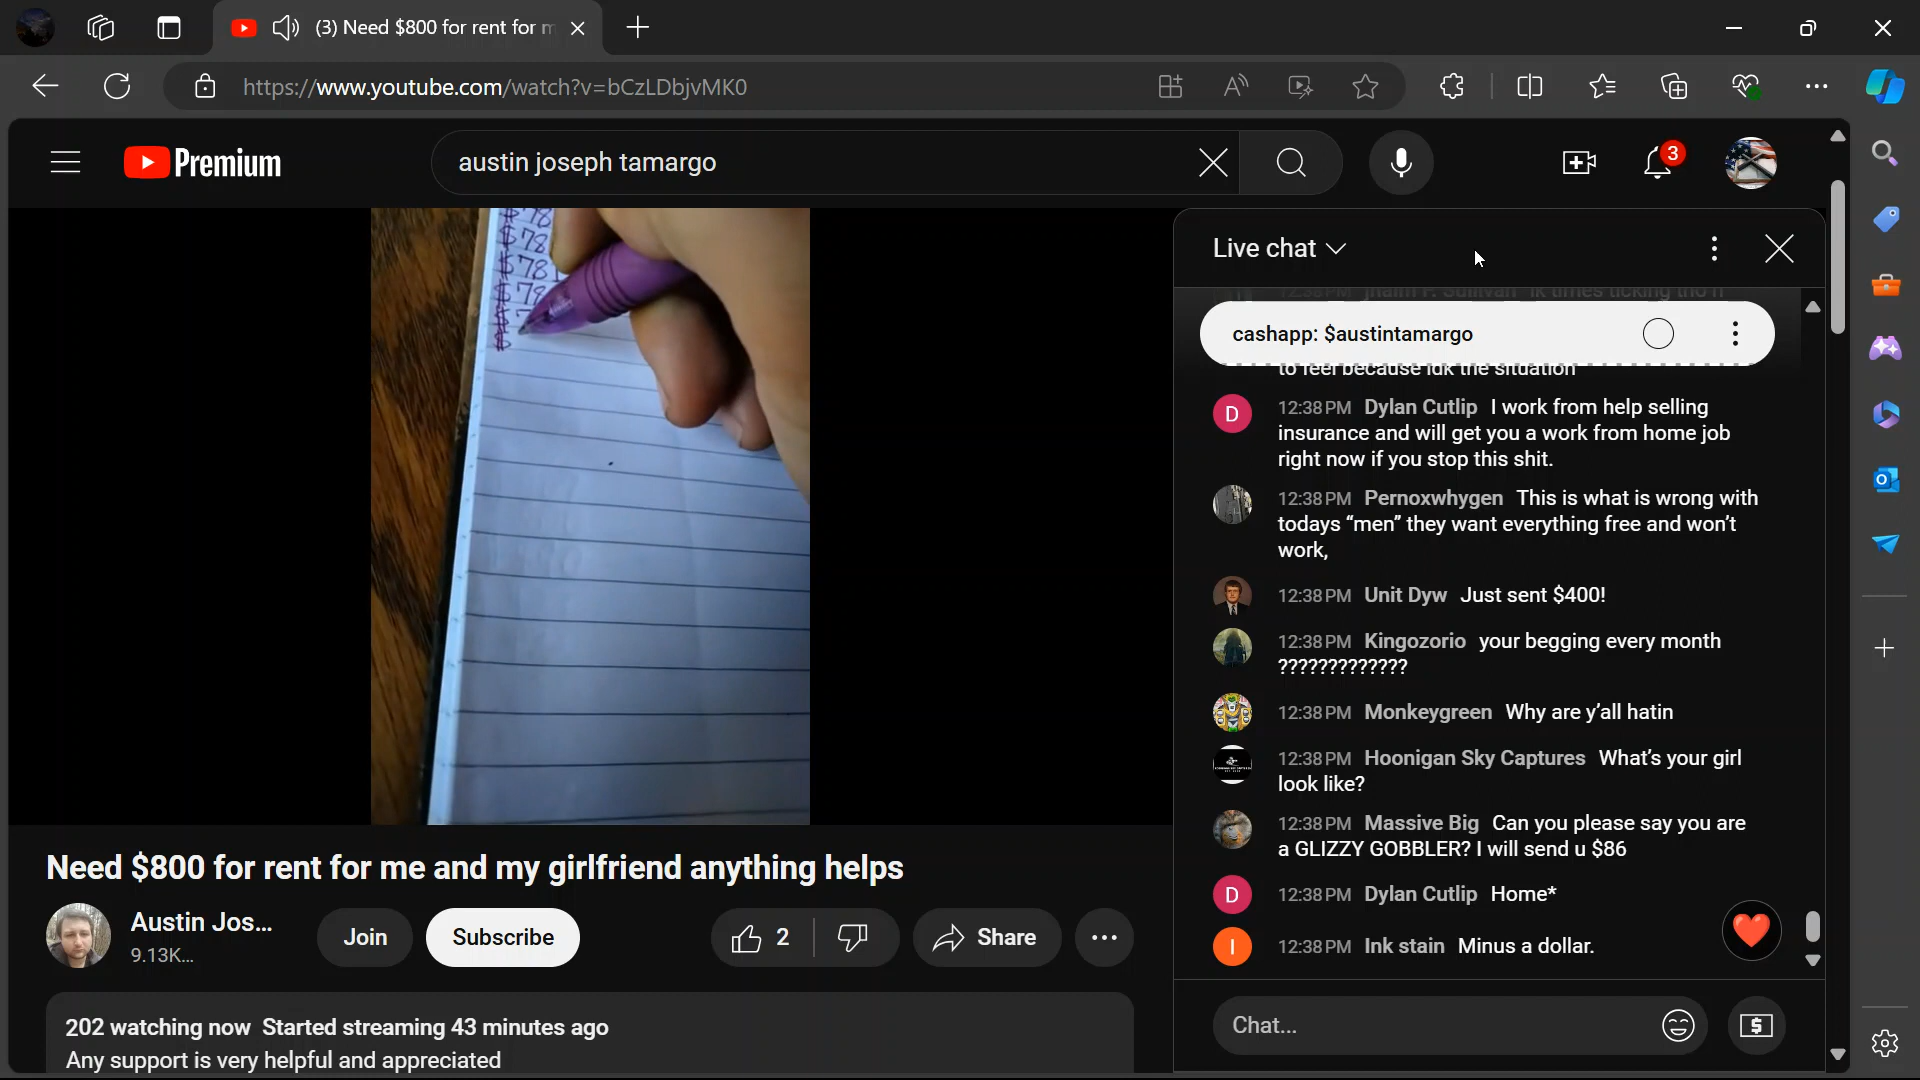 (3) Need $800 for rent for m
https://www.youtube.com/watch?v=bCzLDbjvMK0
Premium
austin joseph tamargo
3
$78
$78
$78
$78
$7
$
Live chat
cashapp: $austintamargo
to feel because idk the situation
D 12:38 PM Dylan Cutlip I work from help selling
insurance and will get you a work from home job
right now if you stop this shit.
12:38 PM Pernoxwhygen This is what is wrong with
todays “men” they want everything free and won’t
work,
12:38 PM Unit Dyw Just sent $400!
12:38 PM Kingozorio your begging every month
?????????????
12:38 PM Monkeygreen Why are y’all hatin
12:38 PM Hoonigan Sky Captures What’s your girl
look like?
12:38 PM Massive Big Can you please say you are
a GLIZZY GOBBLER? I will send u $86
D 12:38 PM Dylan Cutlip Home*
I 12:38 PM Ink stain Minus a dollar.
Chat...
Need $800 for rent for me and my girlfriend anything helps
Austin Jos...
9.13K...
Join
Subscribe
2
Share
202 watching now Started streaming 43 minutes ago
Any support is very helpful and appreciated